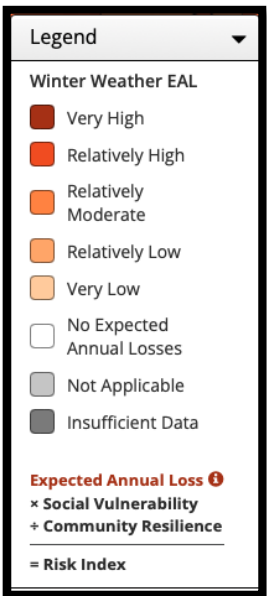 Legend
Winter Weather EAL
Very High
Relatively High
Relatively
Moderate
Relatively Low
Very Low
No Expected
Annual Losses
Not Applicable
Insufficient Data
Expected Annual Loss
× Social Vulnerability
÷ Community Resilience
= Risk Index